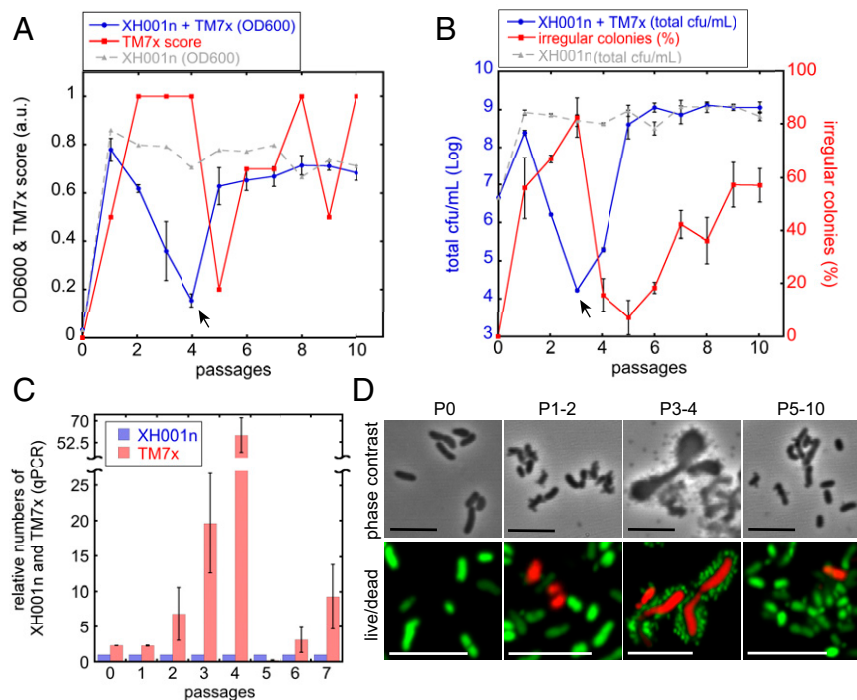 A
XH001n + TM7x (OD600)
TM7x score
XH001n (OD600)
OD600 & TM7x score (a.u.)
1
0.8
0.6
0.4
0.2
0
0 2 4 6 8 10
passages
B
XH001n + TM7x (total cfu/mL)
irregular colonies (%)
XH001n (total cfu/mL)
total cfu/mL (Log)
10
9
8
7
6
5
4
3
100
80
60
40
20
0
irregular colonies
(%)
0 2 4 6 8 10
passages
C
XH001n
TM7x
relative numbers of
XH001n and TM7x (qPCR)
70
52.5
25
20
15
10
5
0
0 1 2 3 4 5 6 7
passages
D
P0 P1-2 P3-4 P5-10
phase contrast
live/dead